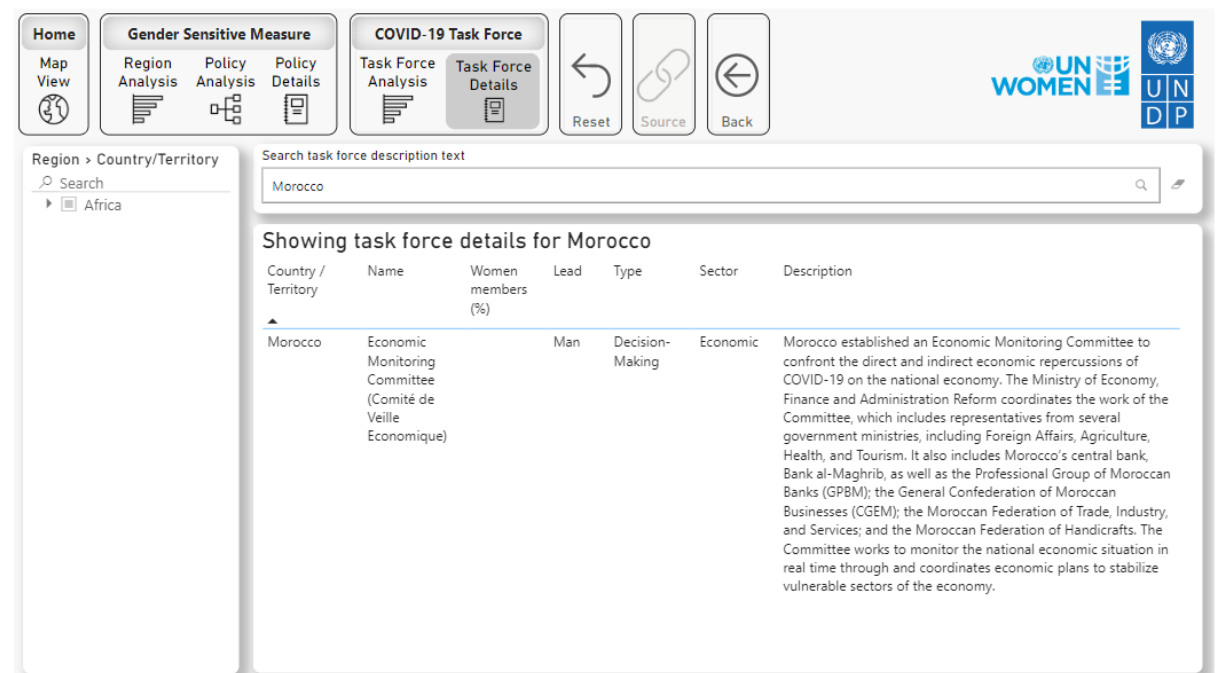 Home
Gender Sensitive Measure
COVID-19 Task Force
Map
View
Region
Analysis
Policy
Analysis
Policy
Details
Task Force
Analysis
Task Force
Details
Reset
Source
Back
UN
WOMEN
U N
D P
Region > Country/Territory
Search
Africa
Search task force description text
Morocco
Showing task force details for Morocco
Country /
Territory
Name
Women
members
(%)
Lead
Type
Sector
Description
Morocco
Economic
Monitoring
Committee
(Comité de
Veille
Economique)
Man
Decision-
Making
Economic
Morocco established an Economic Monitoring Committee to
confront the direct and indirect economic repercussions of
COVID-19 on the national economy. The Ministry of Economy,
Finance and Administration Reform coordinates the work of the
Committee, which includes representatives from several
government ministries, including Foreign Affairs, Agriculture,
Health, and Tourism. It also includes Morocco's central bank,
Bank al-Maghrib, as well as the Professional Group of Moroccan
Banks (GPBM); the General Confederation of Moroccan
Businesses (CGEM); the Moroccan Federation of Trade, Industry,
and Services; and the Moroccan Federation of Handicrafts. The
Committee works to monitor the national economic situation in
real time through and coordinates economic plans to stabilize
vulnerable sectors of the economy.